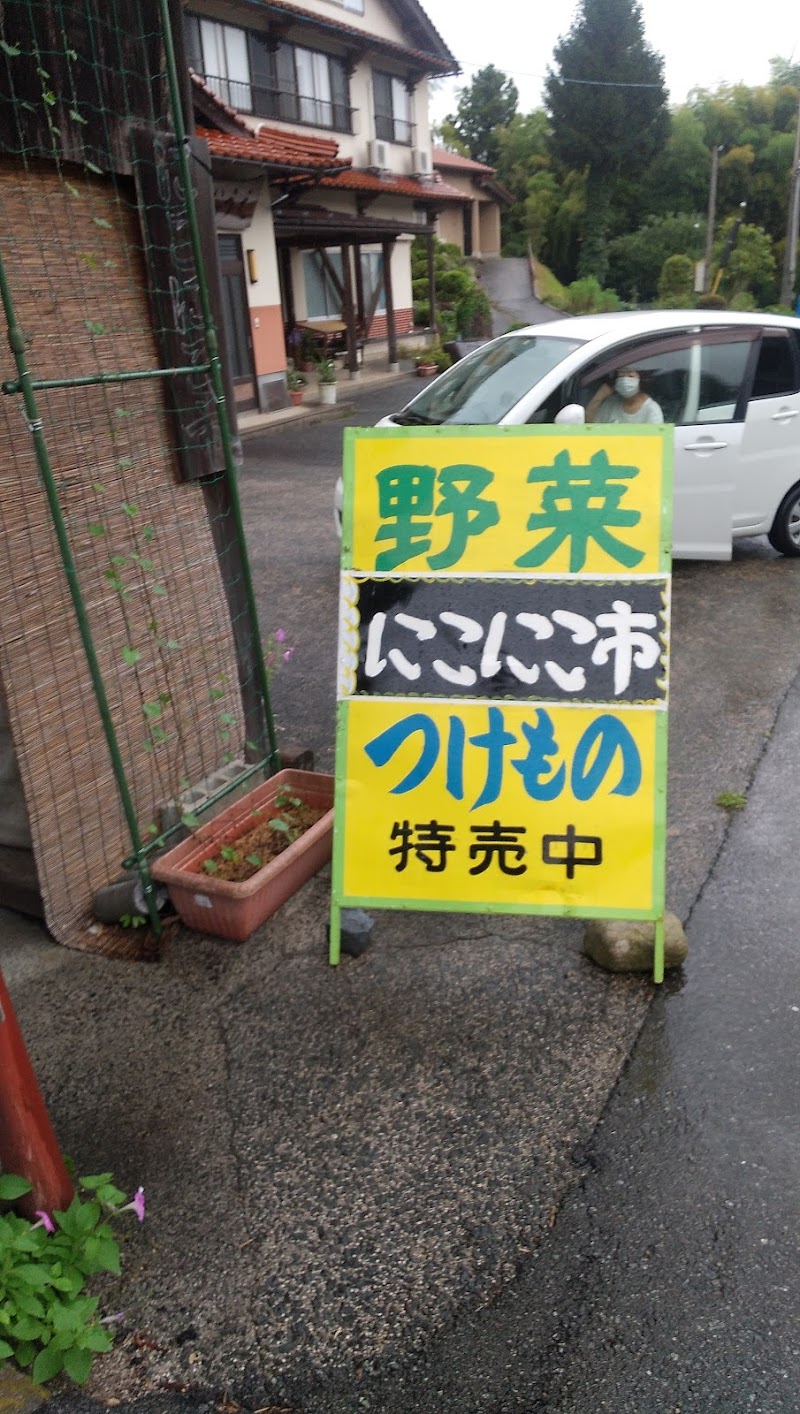 野菜
にこにこ市
つけもの
特売中